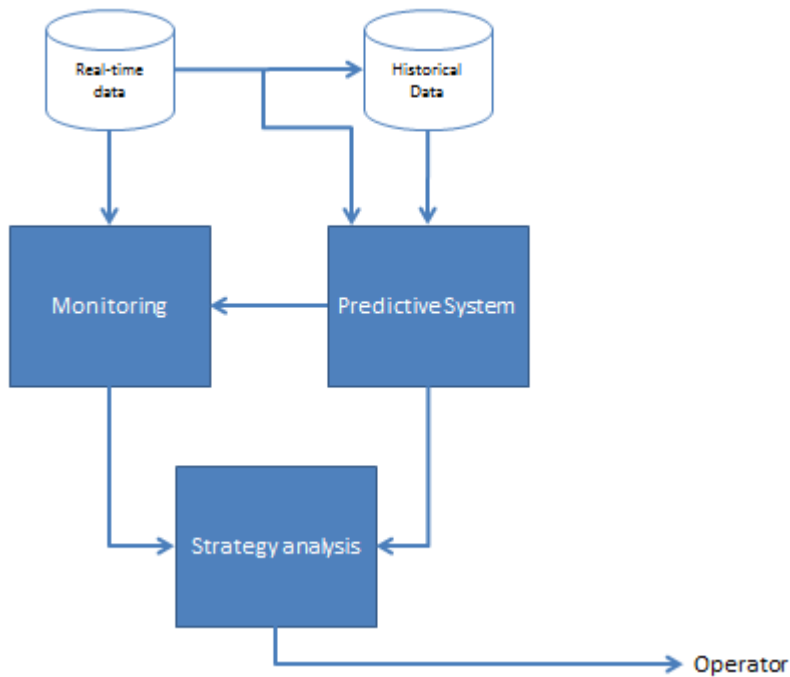 Real-time
data
Historical
Data
Monitoring
Predictive System
Strategy analysis
Operator